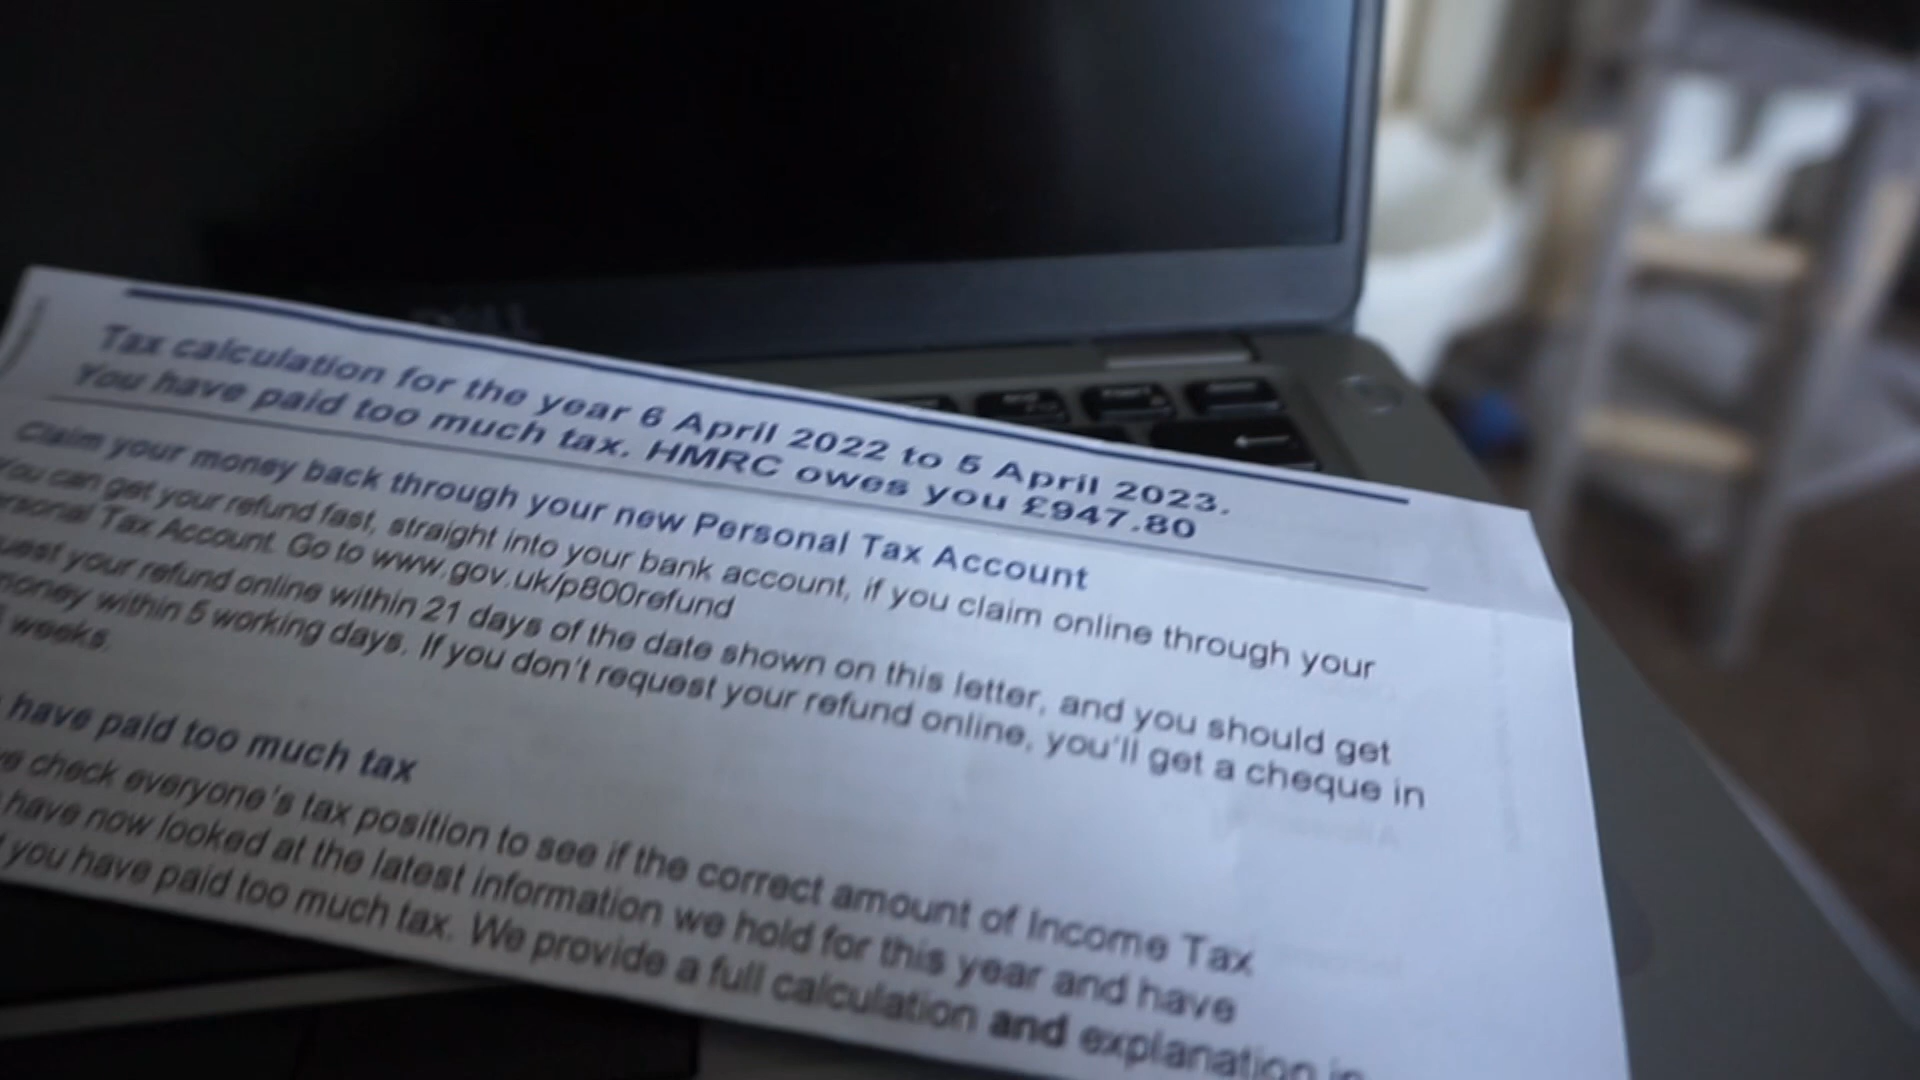 DELL
Tax calculation for the year 6 April 2022 to 5 April 2023.
You have paid too much tax. HMRC owes you £947.80
Claim your money back through your new Personal Tax Account
You can get your refund fast, straight into your bank account, if you claim online through your
ersonal Tax Account. Go to www.gov.uk/p800refund
uest your refund online within 21 days of the date shown on this letter, and you should get
money within 5 working days. If you don't request your refund online, you'll get a cheque in
weeks.
have paid too much tax
e check everyone's tax position to see if the correct amount of Income Tax
have now looked at the latest information we hold for this year and have
you have paid too much tax. We provide a full calculation and explanation in